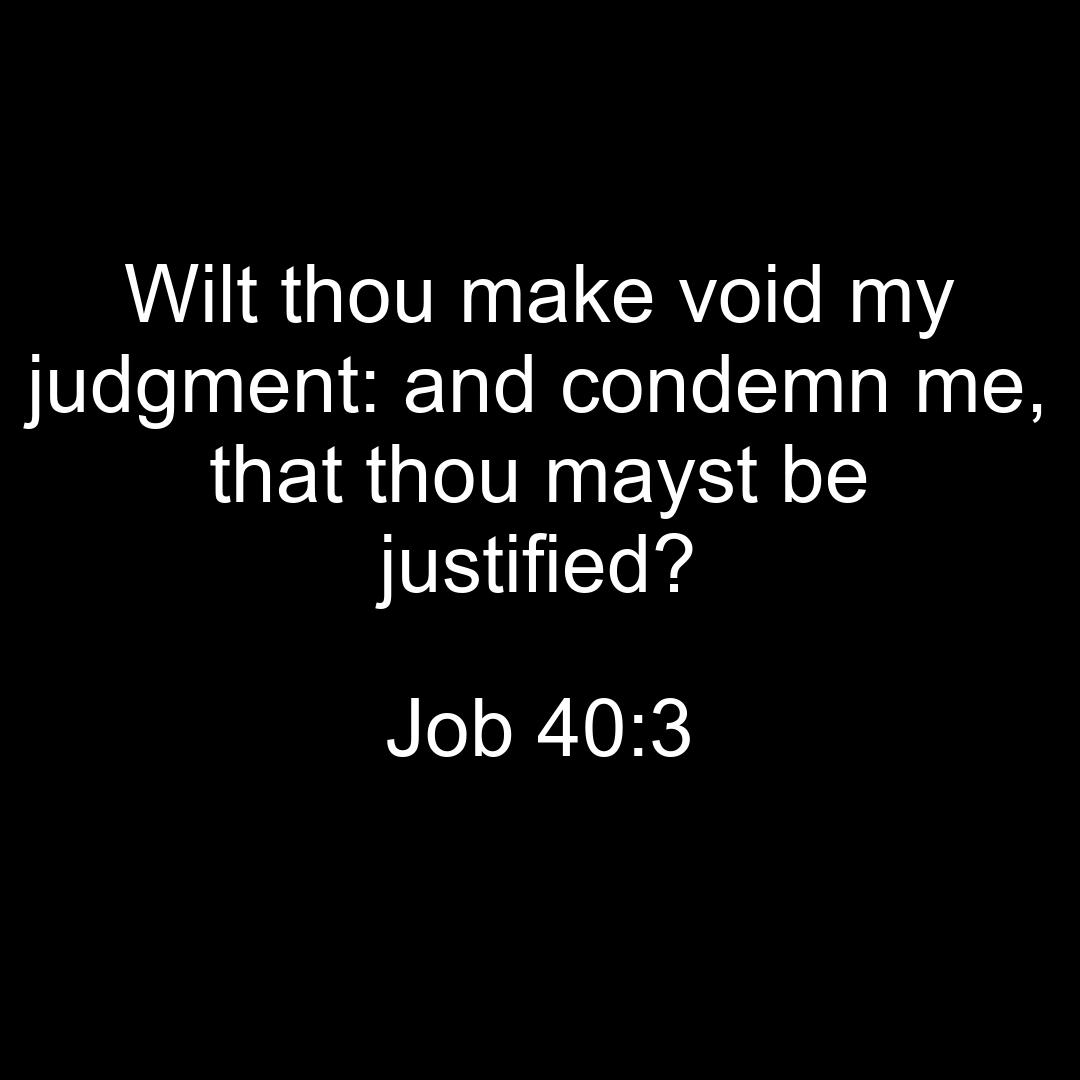 Wilt thou make void my
judgment: and condemn me,
that thou mayst be
justified?
Job 40:3